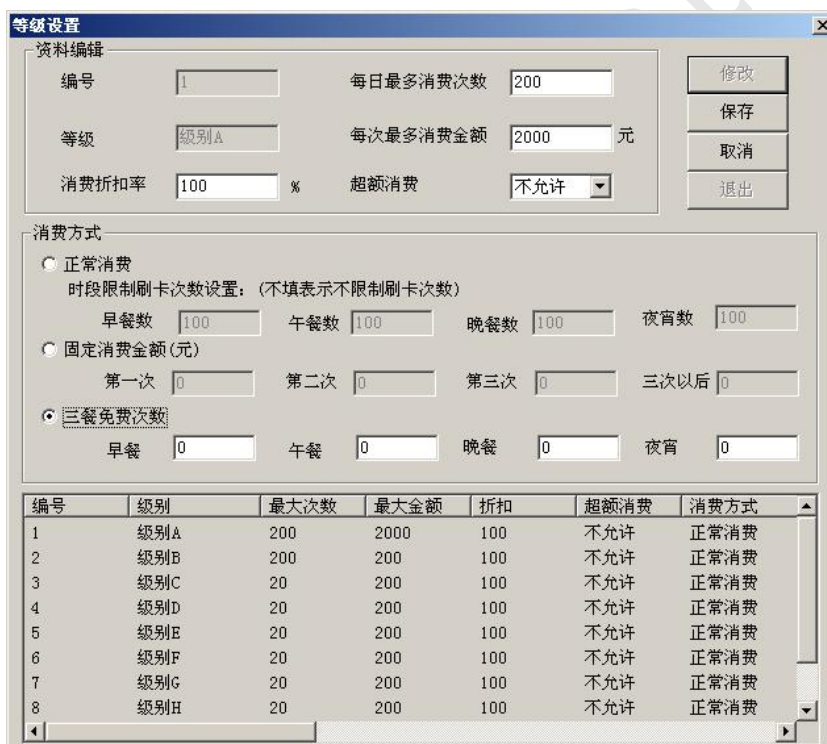 等级设置
资料编辑
编号 1 每日最多消费次数 200 修改
保存
等级 级别A 每次最多消费金额 2000 元
取消
消费折扣率 100 % 超额消费 不允许 退出
消费方式
正常消费
时段限制刷卡次数设置：(不填表示不限制刷卡次数)
早餐数 100 午餐数 100 晚餐数 100 夜宵数 100
固定消费金额(元)
第一次 0 第二次 0 第三次 0 三次以后 0
三餐免费次数
早餐 0 午餐 0 晚餐 0 夜宵 0
编号 级别 最大次数 最大金额 折扣 超额消费 消费方式
1 级别A 200 2000 100 不允许 正常消费
2 级别B 200 200 100 不允许 正常消费
3 级别C 20 200 100 不允许 正常消费
4 级别D 20 200 100 不允许 正常消费
5 级别E 20 200 100 不允许 正常消费
6 级别F 20 200 100 不允许 正常消费
7 级别G 20 200 100 不允许 正常消费
8 级别H 20 200 100 不允许 正常消费